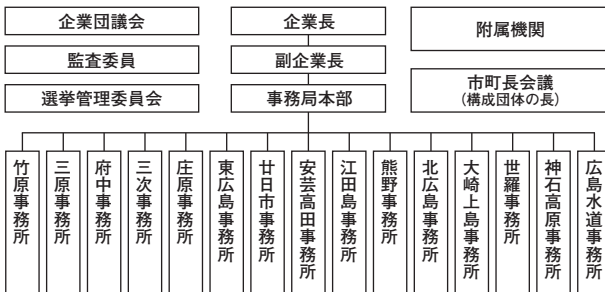 企業団議会
企業長
附属機関
監査委員
副企業長
市町長会議
(構成団体の長)
選挙管理委員会
事務局本部
竹原事務所
三原事務所
府中事務所
三次事務所
庄原事務所
東広島事務所
廿日市事務所
安芸高田事務所
江田島事務所
熊野事務所
北広島事務所
大崎上島事務所
世羅事務所
神石高原事務所
広島水道事務所